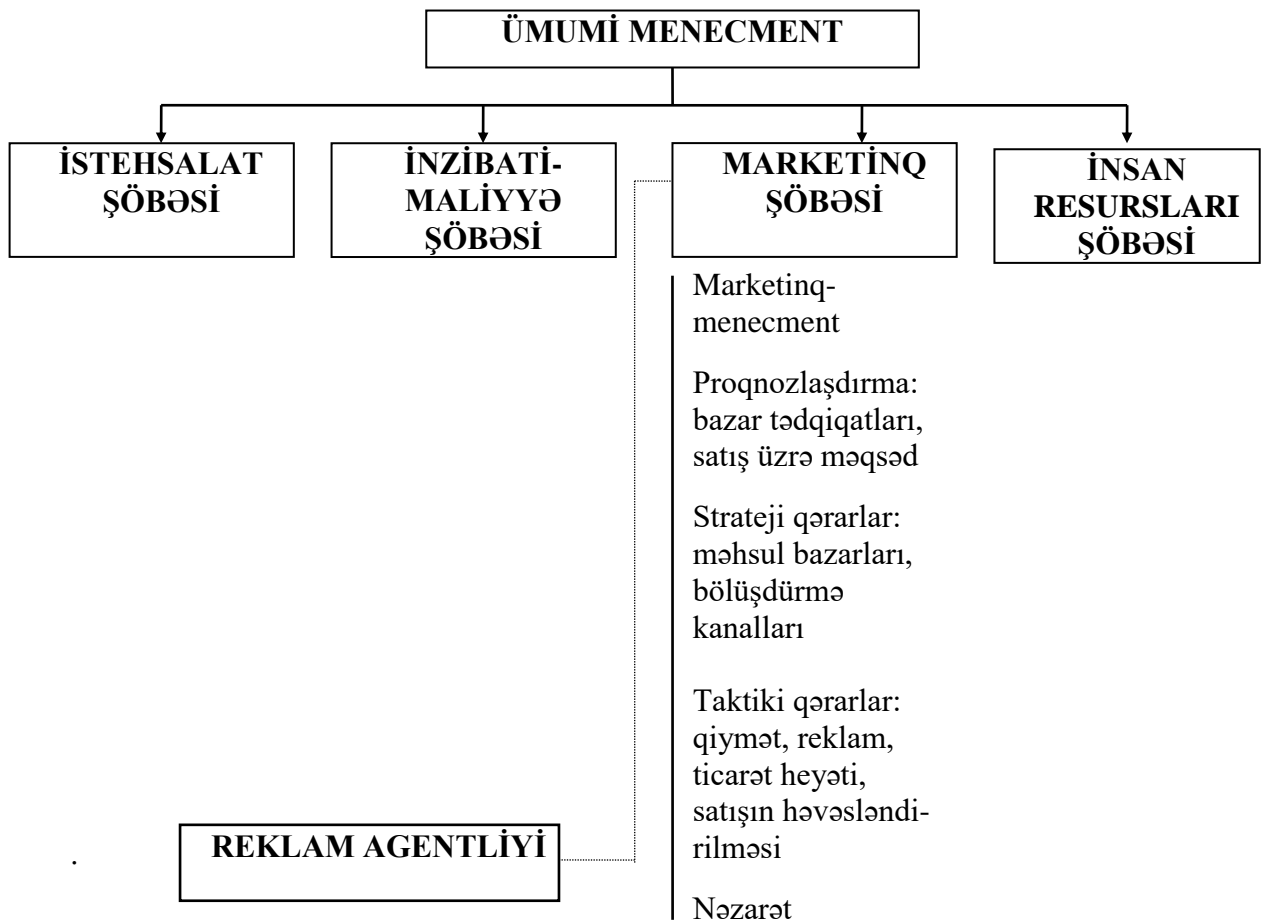 ÜMUMİ MENECMENT
İSTEHSALAT
ŞÖBƏSİ
İNZİBATİ-
MALİYYƏ
ŞÖBƏSİ
MARKETİNQ
ŞÖBƏSİ
İNSAN
RESURSLARI
ŞÖBƏSİ
Marketinq-
menecment
Proqnozlaşdırma:
bazar tədqiqatları,
satış üzrə məqsəd
Strateji qərarlar:
məhsul bazarları,
bölüşdürmə
kanalları
Taktiki qərarlar:
qiymət, reklam,
ticarət heyəti,
satışın həvəsləndi-
rilməsi
Nəzarət
REKLAM AGENTLİYİ
.